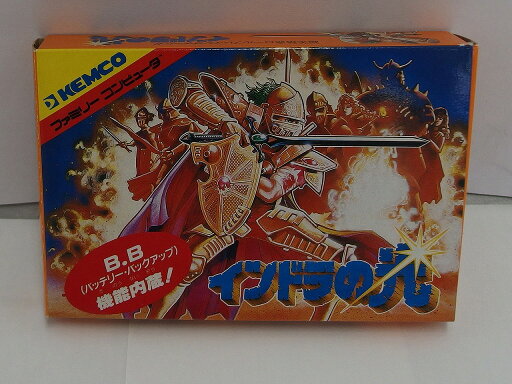 KEMCO
ファミリー コンピュータ
B.B
(バッテリー・バックアップ)
機能内蔵!
インドラの光